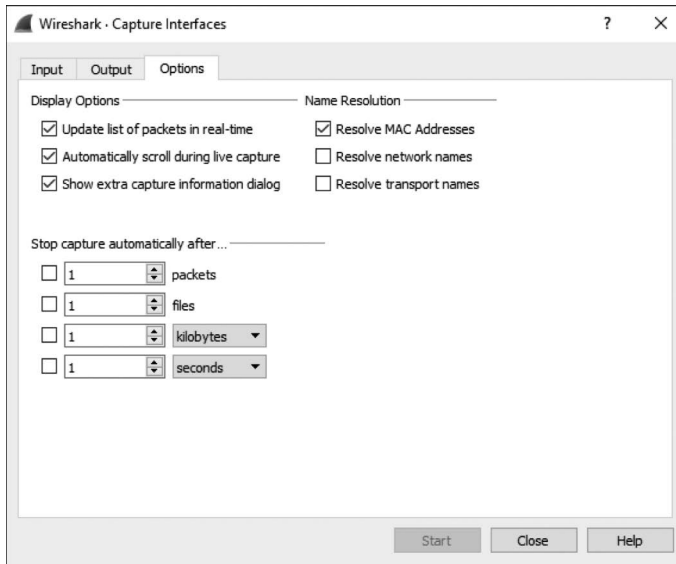 Wireshark · Capture Interfaces
?
Input Output Options
Display Options
Update list of packets in real-time
Automatically scroll during live capture
Show extra capture information dialog
Name Resolution
Resolve MAC Addresses
Resolve network names
Resolve transport names
Stop capture automatically after...
1 packets
1 files
1 kilobytes
1 seconds
Start Close Help